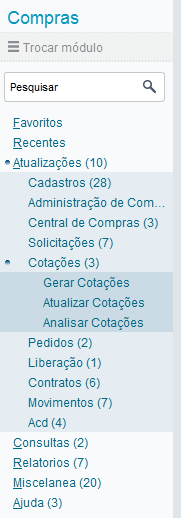 Compras
Trocar módulo
Pesquisar
Favoritos
Recentes
Atualizações (10)
Cadastros (28)
Administração de Com...
Central de Compras (3)
Solicitações (7)
Cotações (3)
Gerar Cotações
Atualizar Cotações
Analisar Cotações
Pedidos (2)
Liberação (1)
Contratos (6)
Movimentos (7)
Acd (4)
Consultas (2)
Relatorios (7)
Miscelanea (20)
Ajuda (3)